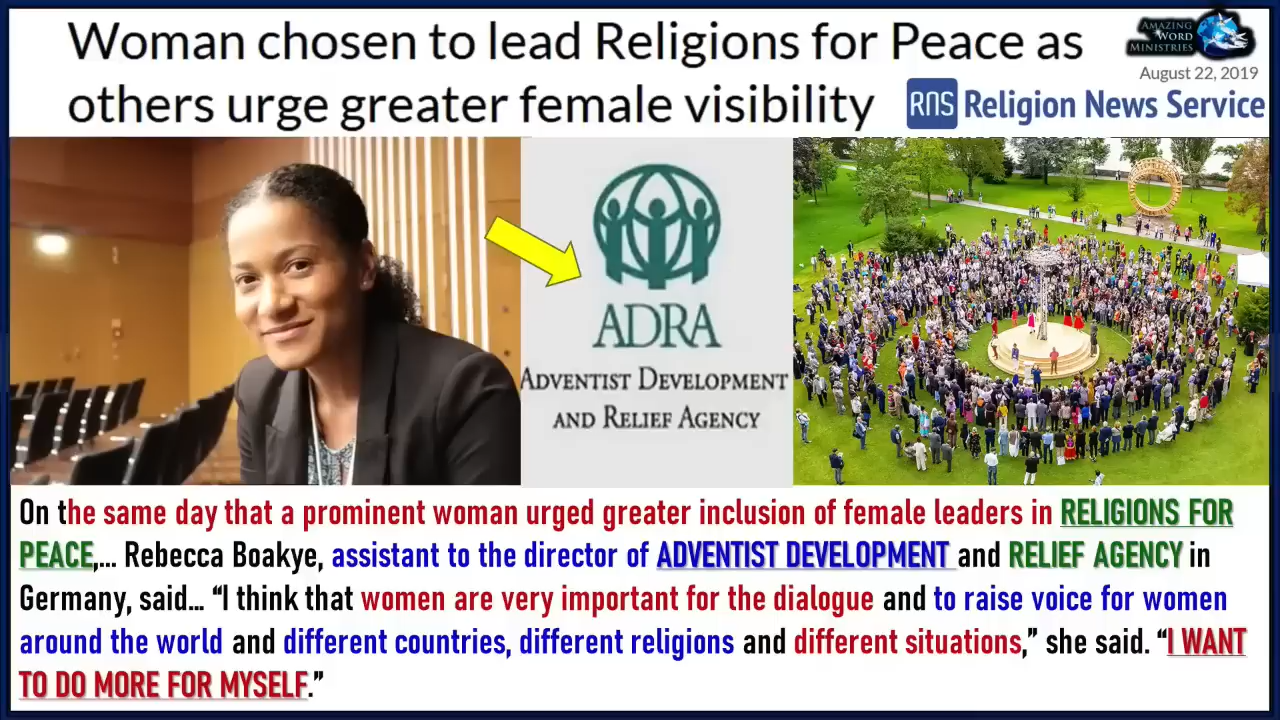 Woman chosen to lead Religions for Peace as
others urge greater female visibility
AMAZING
WORD
MINISTRIES
August 22, 2019
RNS Religion News Service
ADRA
ADVENTIST DEVELOPMENT
AND RELIEF AGENCY
On the same day that a prominent woman urged greater inclusion of female leaders in RELIGIONS FOR
PEACE,... Rebecca Boakye, assistant to the director of ADVENTIST DEVELOPMENT and RELIEF AGENCY in
Germany, said... “I think that women are very important for the dialogue and to raise voice for women
around the world and different countries, different religions and different situations,” she said. “I WANT
TO DO MORE FOR MYSELF.”